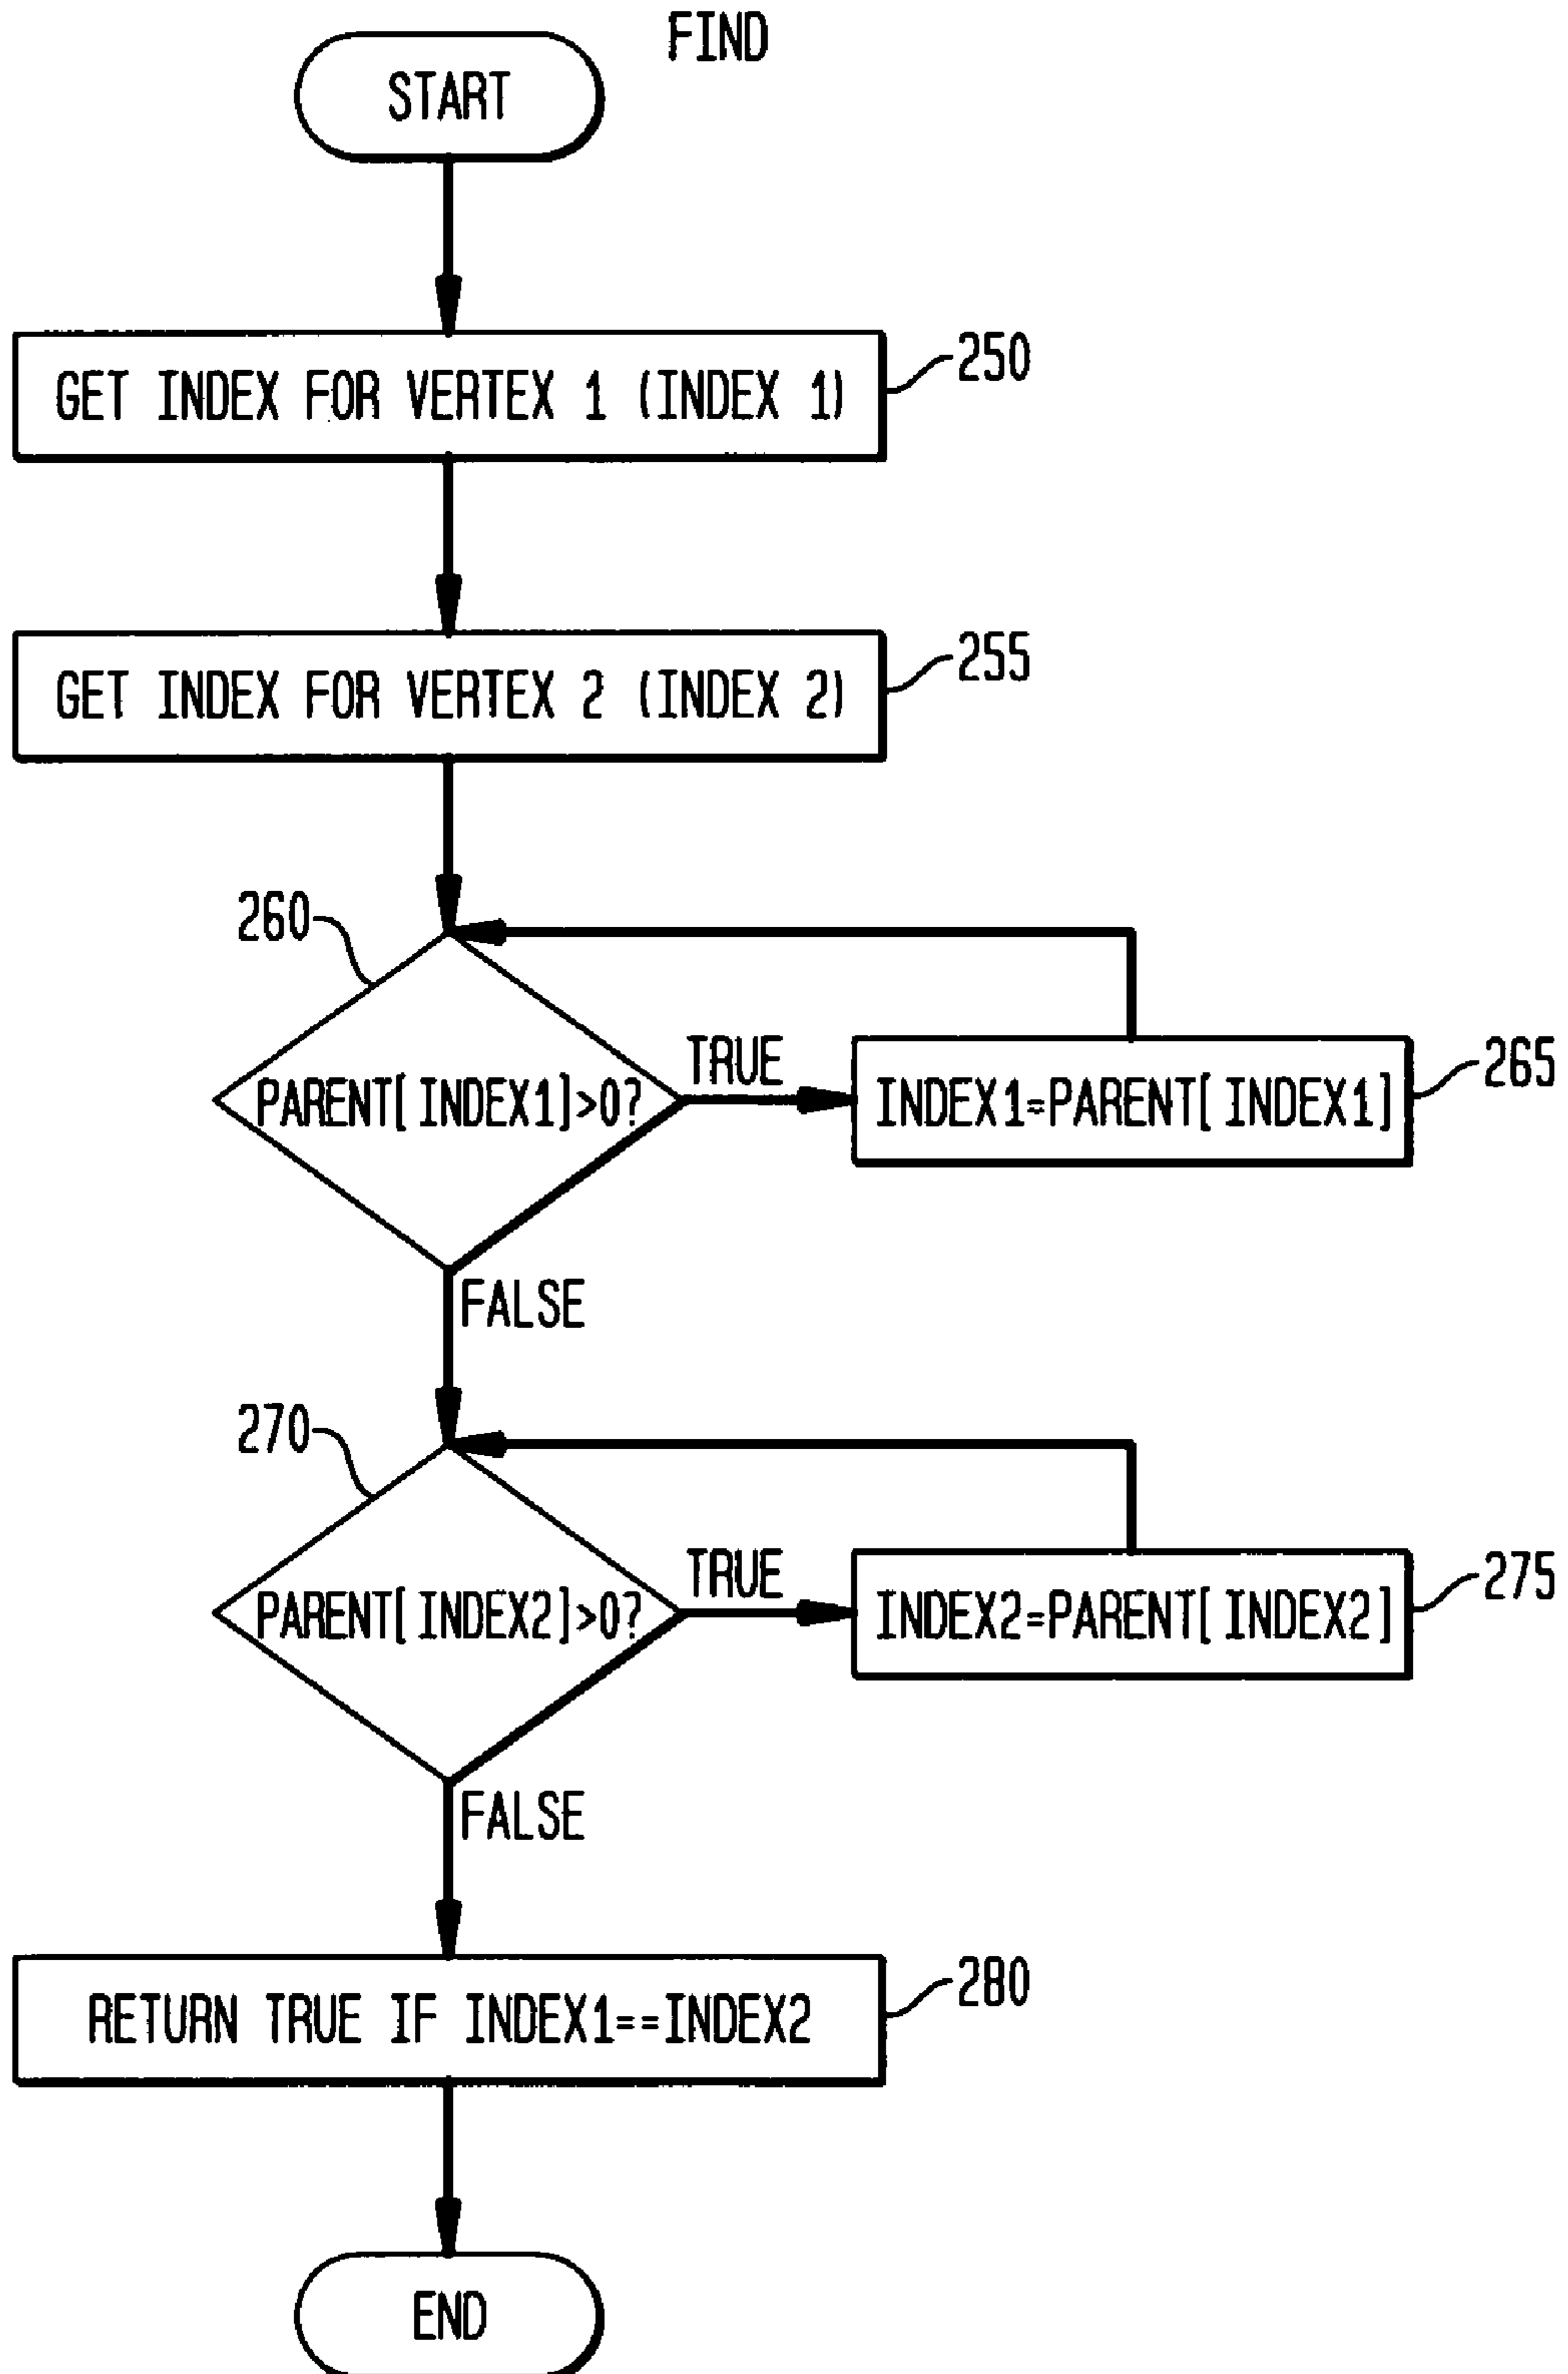 FIND
START
GET INDEX FOR VERTEX 1 (INDEX 1)
250
GET INDEX FOR VERTEX 2 (INDEX 2)
255
260
PARENT[INDEX1]>0?
TRUE
INDEX1=PARENT[INDEX1]
265
FALSE
270
PARENT[INDEX2]>0?
TRUE
INDEX2=PARENT[INDEX2]
275
FALSE
RETURN TRUE IF INDEX1==INDEX2
280
END